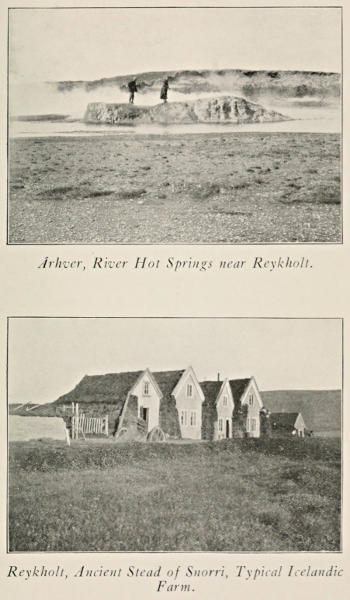 Árhver, River Hot Springs near Reykholt.
Reykholt, Ancient Stead of Snorri, Typical Icelandic
Farm.